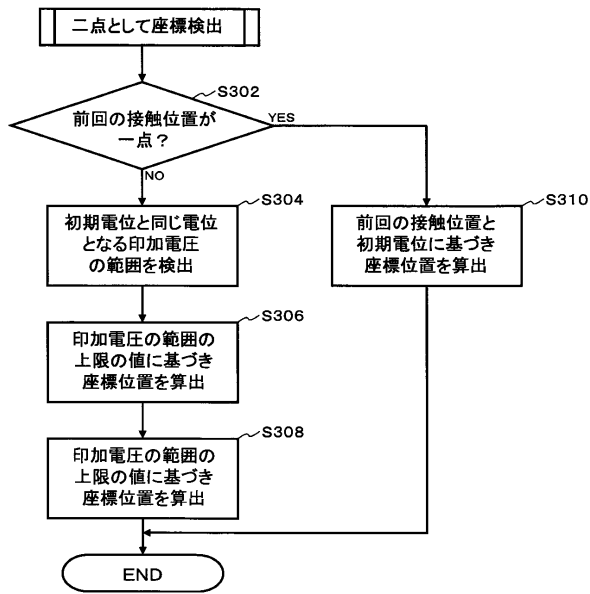 二点として座標検出
S302
前回の接触位置が
一点?
YES
NO
S304
初期電位と同じ電位
となる印加電圧
の範囲を検出
S310
前回の接触位置と
初期電位に基づき
座標位置を算出
S306
印加電圧の範囲の
上限の値に基づき
座標位置を算出
S308
印加電圧の範囲の
上限の値に基づき
座標位置を算出
END